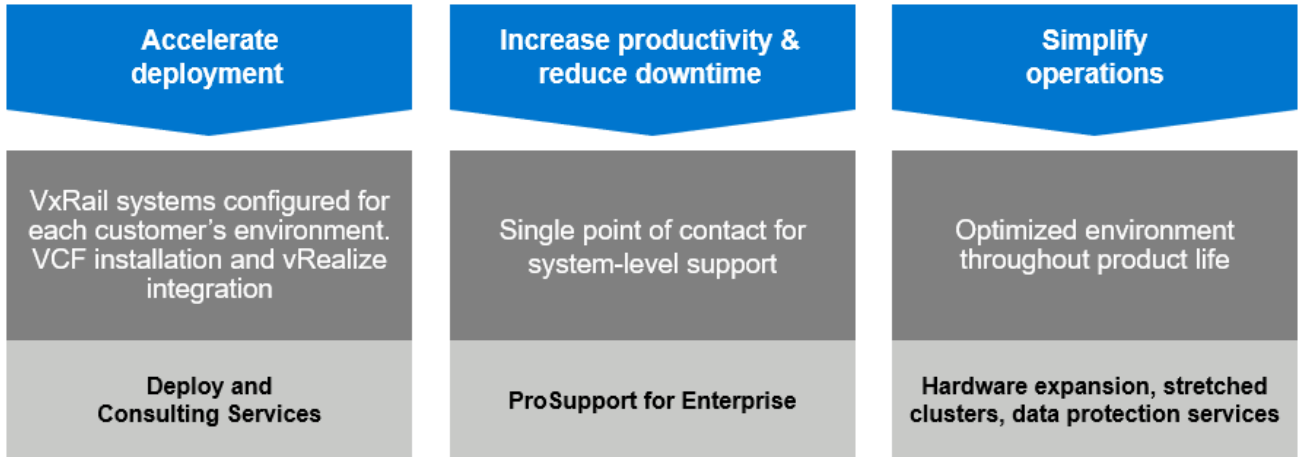 Accelerate
deployment
VxRail systems configured for
each customer’s environment.
VCF installation and vRealize
integration
Deploy and
Consulting Services
Increase productivity &
reduce downtime
Single point of contact for
system-level support
ProSupport for Enterprise
Simplify
operations
Optimized environment
throughout product life
Hardware expansion, stretched
clusters, data protection services